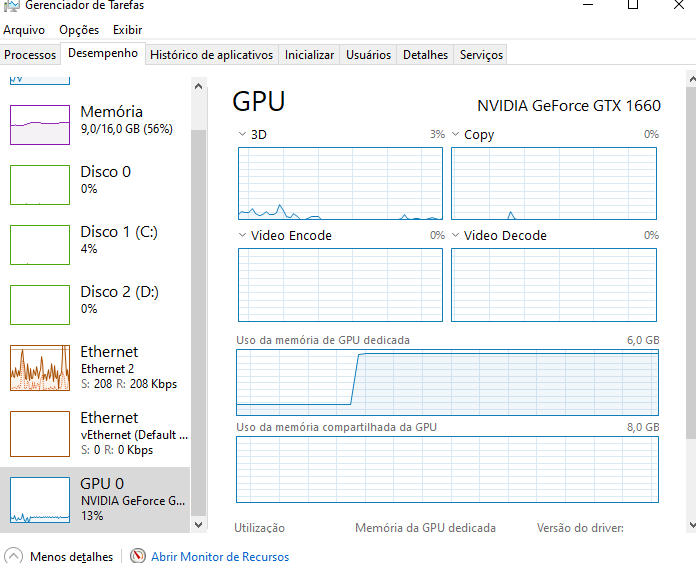 Gerenciador de Tarefas
Arquivo Opções Exibir
Processos Desempenho Histórico de aplicativos Inicializar Usuários Detalhes Serviços
Memória
9,0/16,0 GB (56%)
Disco 0
0%
Disco 1 (C:)
4%
Disco 2 (D:)
0%
Ethernet
Ethernet 2
S: 208 R: 208 Kbps
Ethernet
vEthernet (Default ...
S: 0 R: 0 Kbps
GPU 0
NVIDIA GeForce G...
13%
GPU NVIDIA GeForce GTX 1660
3D 3% Copy 0%
Video Encode 0% Video Decode 0%
Uso da memória de GPU dedicada 6,0 GB
Uso da memória compartilhada da GPU 8,0 GB
Utilização Memória da GPU dedicada Versão do driver:
Menos detalhes Abrir Monitor de Recursos